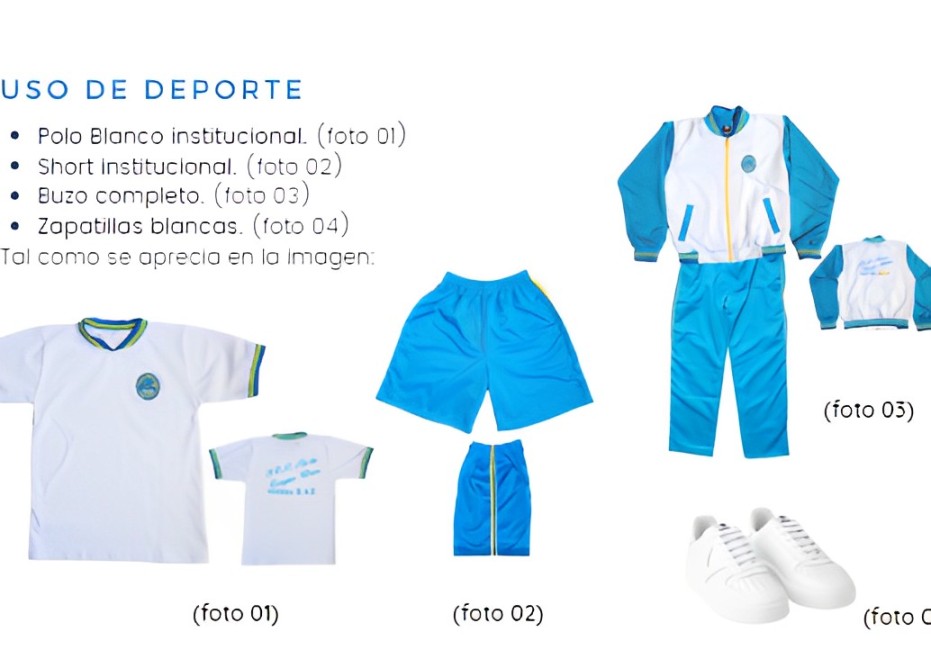 USO DE DEPORTE
• Polo Blanco institucional. (foto 01)
• Short institucional. (foto 02)
• Buzo completo. (foto 03)
• Zapatillas blancas. (foto 04)
Tal como se aprecia en la imagen:
(foto 03)
(foto 01)
(foto 02)
(foto